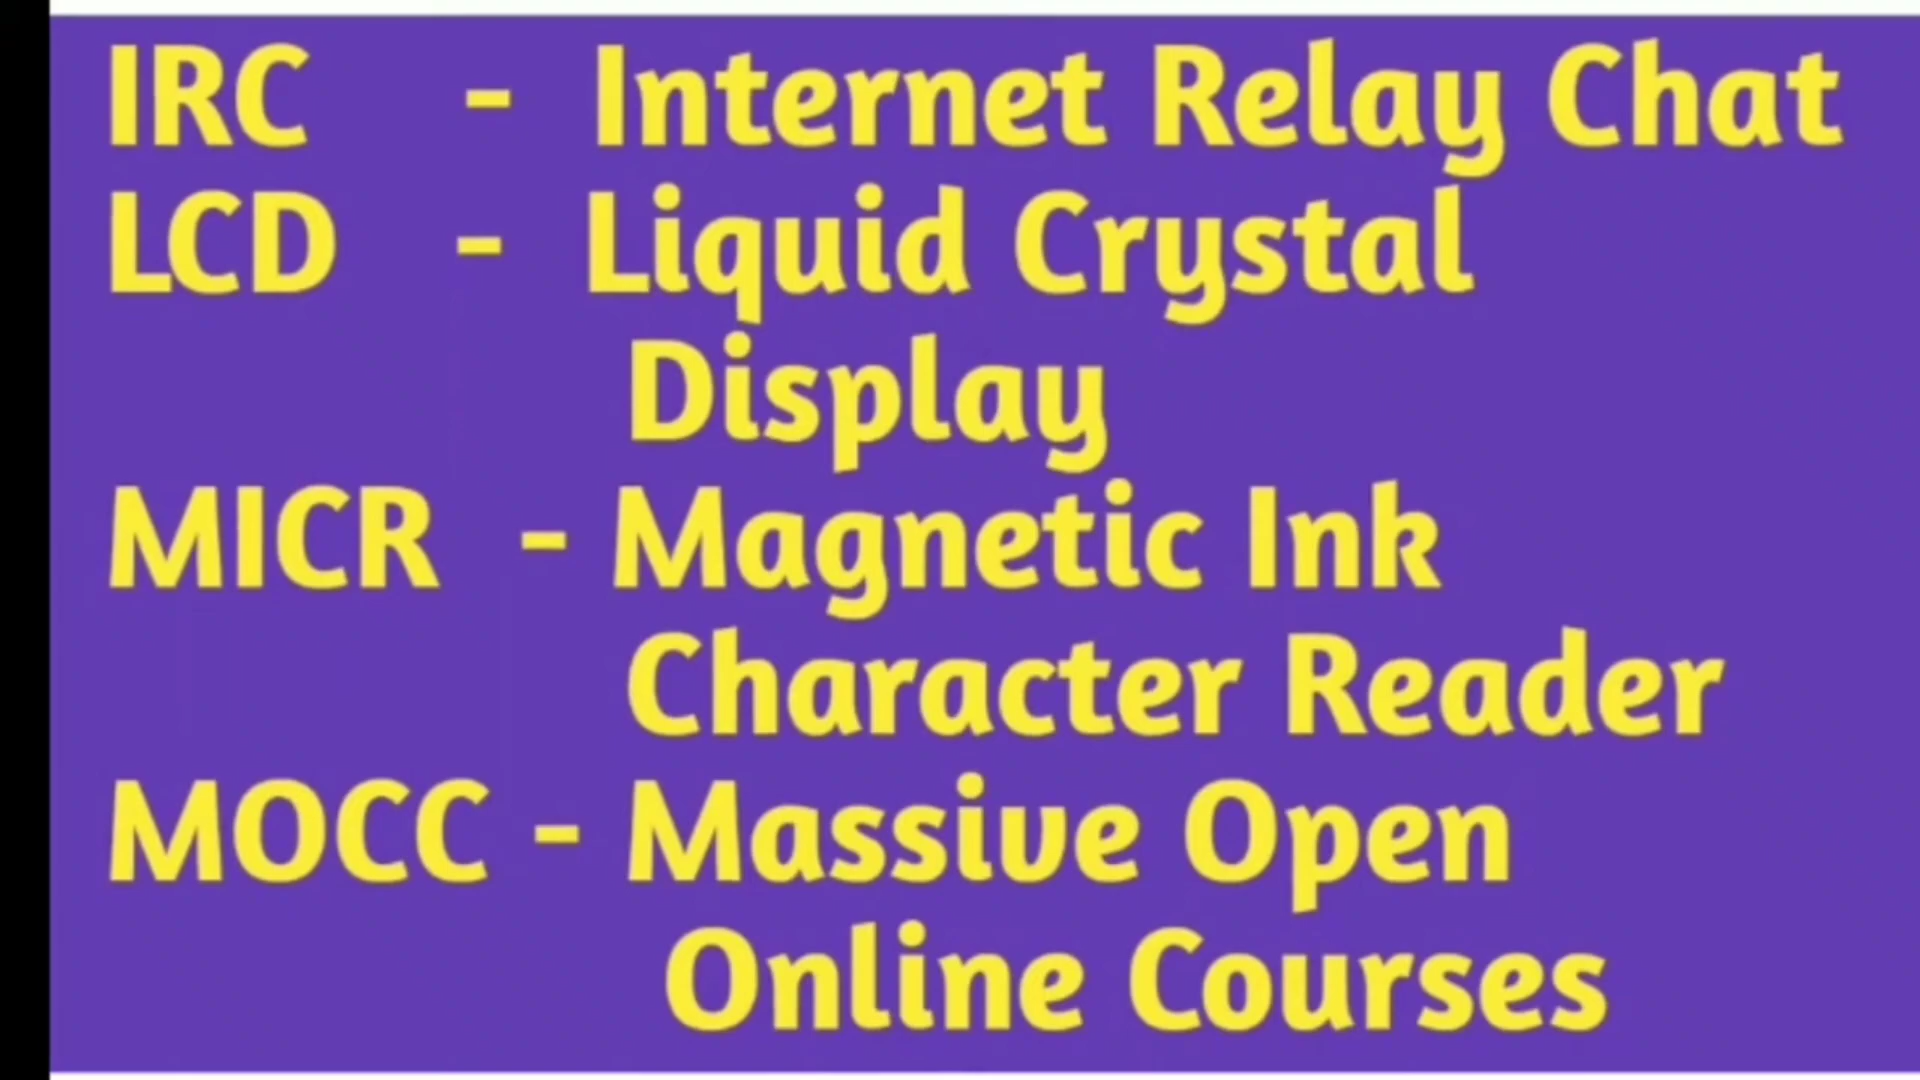 IRC - Internet Relay Chat
LCD - Liquid Crystal
Display
MICR - Magnetic Ink
Character Reader
MOCC - Massive Open
Online Courses